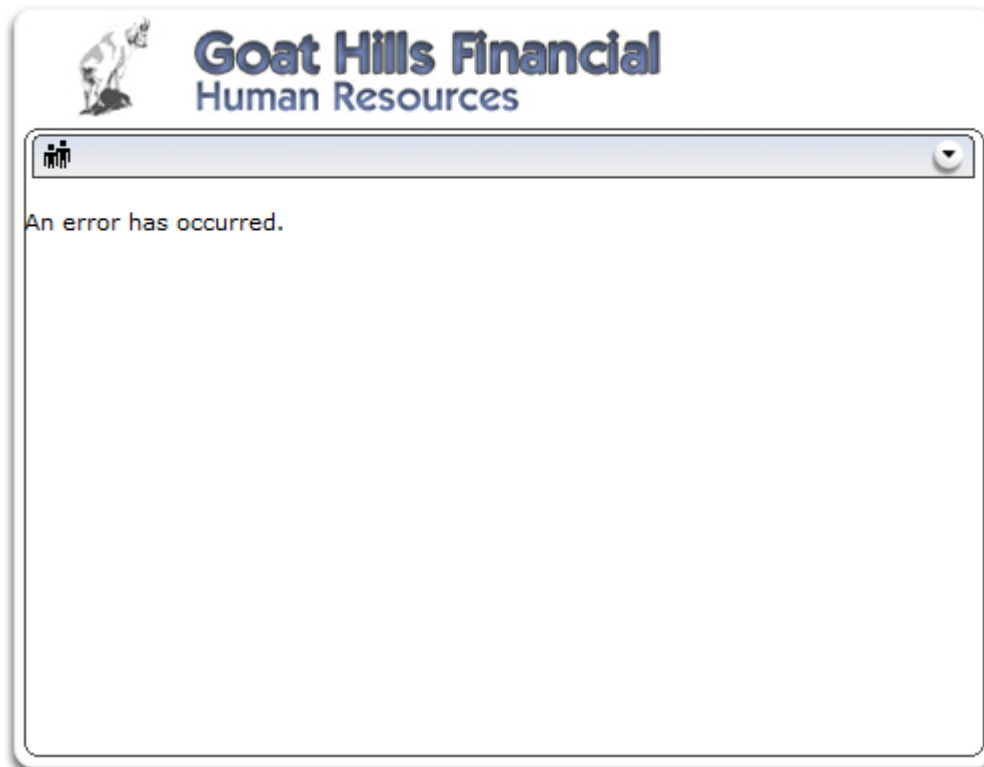 Goat Hills Financial
Human Resources
An error has occurred.